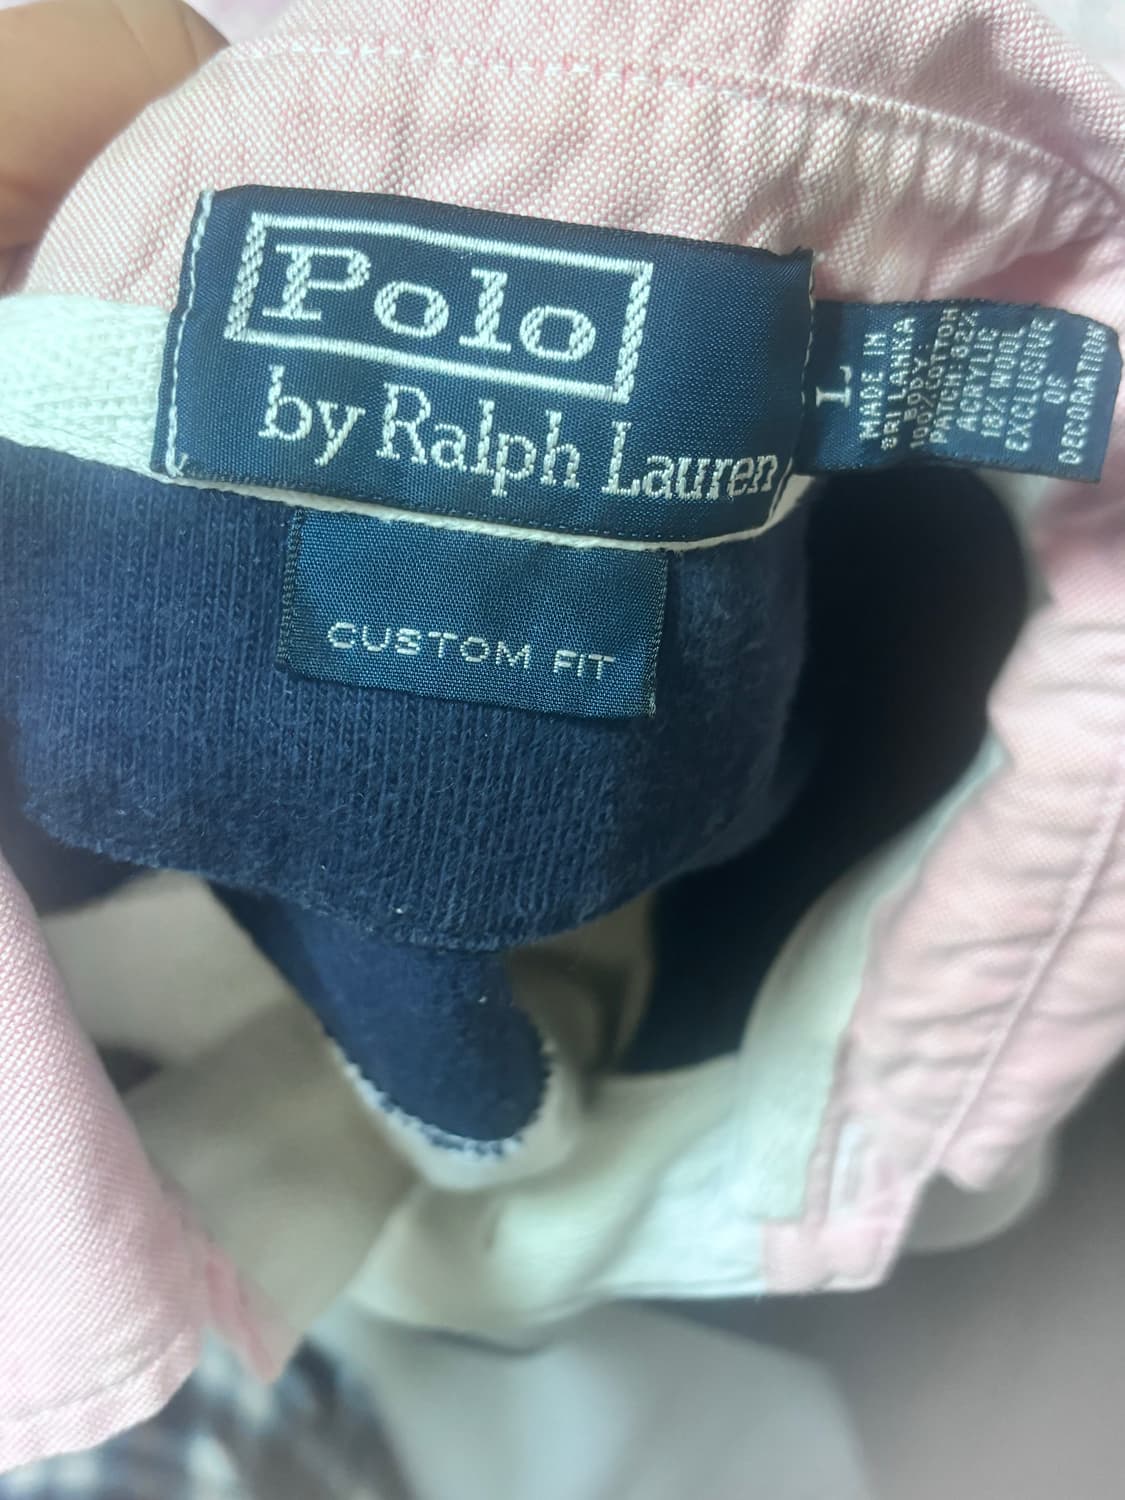 Polo
by Ralph Lauren
CUSTOM FIT
L
MADE IN
SRI LANKA
BODY:
100% COTTON
PATCH: 82%
ACRYLIC
18% WOOL
EXCLUSIVE
OF
DECORATION